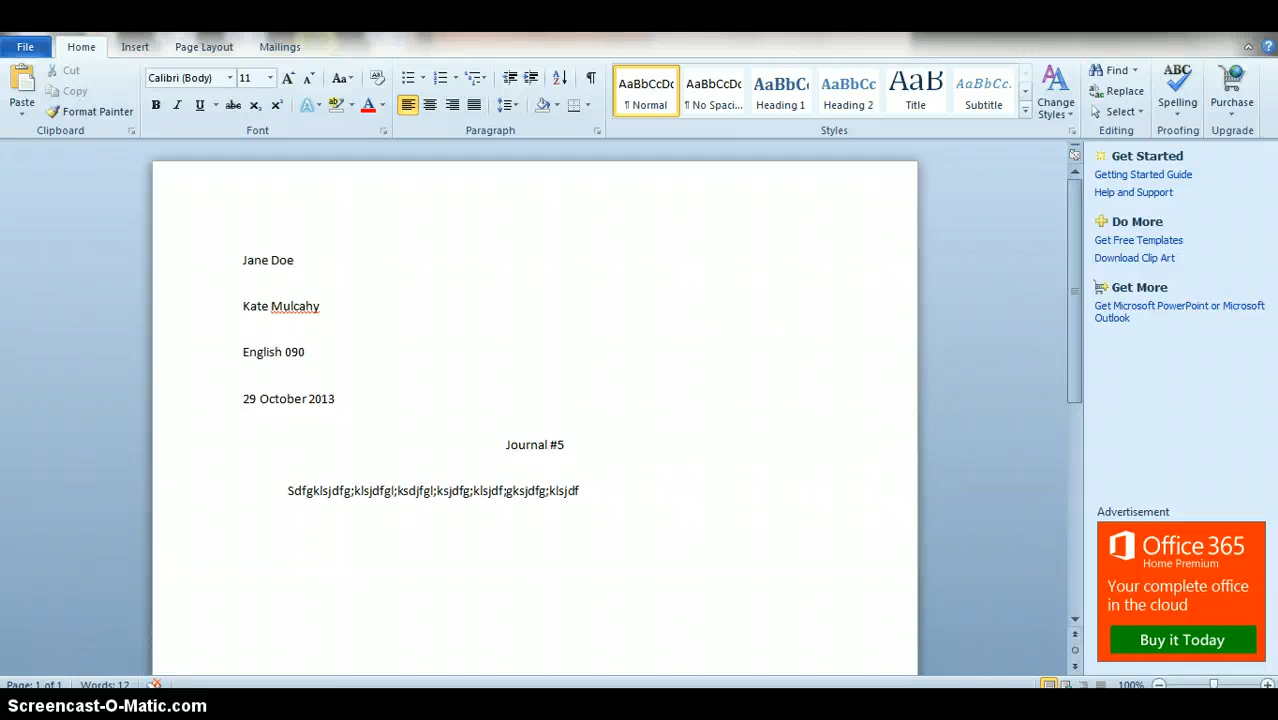 File Home Insert Page Layout Mailings
Paste Cut Copy Format Painter
Calibri (Body) 11
AaBbCcDc AaBbCcDc AaBbC AaBbCc AaB AaBbCc.
¶ Normal ¶ No Spaci... Heading 1 Heading 2 Title Subtitle
Change Styles
Find Replace Select
ABC Spelling
Purchase
Clipboard Font Paragraph Styles Editing Proofing Upgrade
Jane Doe
Kate Mulcahy
English 090
29 October 2013
Journal #5
Sdfgklsjdfg;klsjdfgl;ksdjfgl;ksjdfg;klsjdf;gksjdfg;klsjdf
Get Started
Getting Started Guide
Help and Support
Do More
Get Free Templates
Download Clip Art
Get More
Get Microsoft PowerPoint or Microsoft
Outlook
Advertisement
Office 365
Home Premium
Your complete office
in the cloud
Buy it Today
Page: 1 of 1 Words: 12 100%
Screencast-O-Matic.com